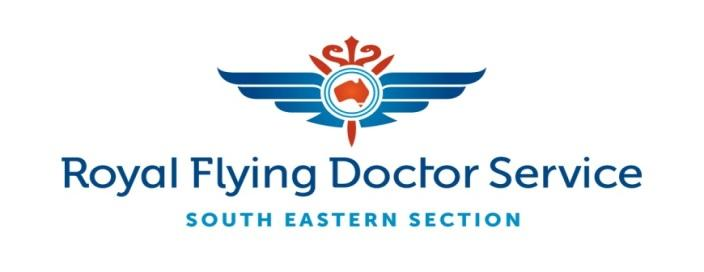 Royal Flying Doctor Service
SOUTH EASTERN SECTION